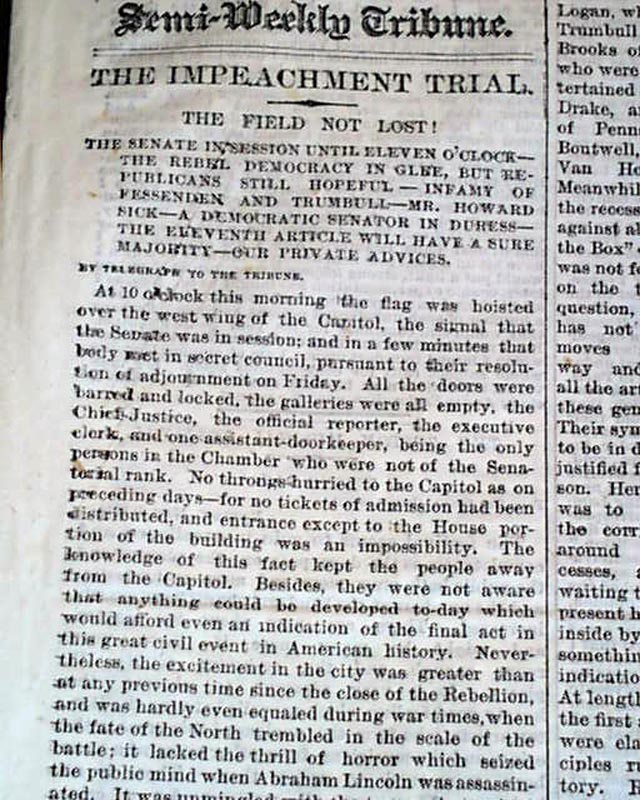 Semi-Weekly Tribune.
THE IMPEACHMENT TRIAL.
THE FIELD NOT LOST!
THE SENATE IN SESSION UNTIL ELEVEN O'CLOCK—
THE REBEL DEMOCRACY IN GLEE, BUT RE-
PUBLICANS STILL HOPEFUL — INFAMY OF
FESSENDEN AND TRUMBULL—MR. HOWARD
SICK—A DEMOCRATIC SENATOR IN DURESS—
THE ELEVENTH ARTICLE WILL HAVE A SURE
MAJORITY—OUR PRIVATE ADVICES.
BY TELEGRAPH TO THE TRIBUNE.
At 10 o'clock this morning the flag was hoisted
over the west wing of the Capitol, the signal that
the Senate was in session; and in a few minutes that
body met in secret council, pursuant to their resolu-
tion of adjournment on Friday. All the doors were
barred and locked, the galleries were all empty, the
Chief-Justice, the official reporter, the executive
clerk, and one assistant-doorkeeper, being the only
persons in the Chamber who were not of the Sena-
torial rank. No throngs hurried to the Capitol as on
preceding days—for no tickets of admission had been
distributed, and entrance except to the House por-
tion of the building was an impossibility. The
knowledge of this fact kept the people away
from the Capitol. Besides, they were not aware
that anything could be developed to-day which
would afford even an indication of the final act in
this great civil event in American history. Never-
theless, the excitement in the city was greater than
at any previous time since the close of the Rebellion,
and was hardly even equaled during war times, when
the fate of the North trembled in the scale of the
battle; it lacked the thrill of horror which seized
the public mind when Abraham Lincoln was assassin-
ated. It was unmingled with the
Logan, wh
Trumbull
Brooks of
who were
tertained
Drake, a
of Penn
Boutwell,
Van Ho
Meanwhil
the recess
against al
the Box"
was not f
on the t
question,
has not
moves
way and
all the art
these gen
Their sym
to be in d
justified f
son. Her
was to
the corr
around
cesses, a
waiting t
present h
inside by
somethin
indicatio
At length
the first
were ela
ciples r
tory.